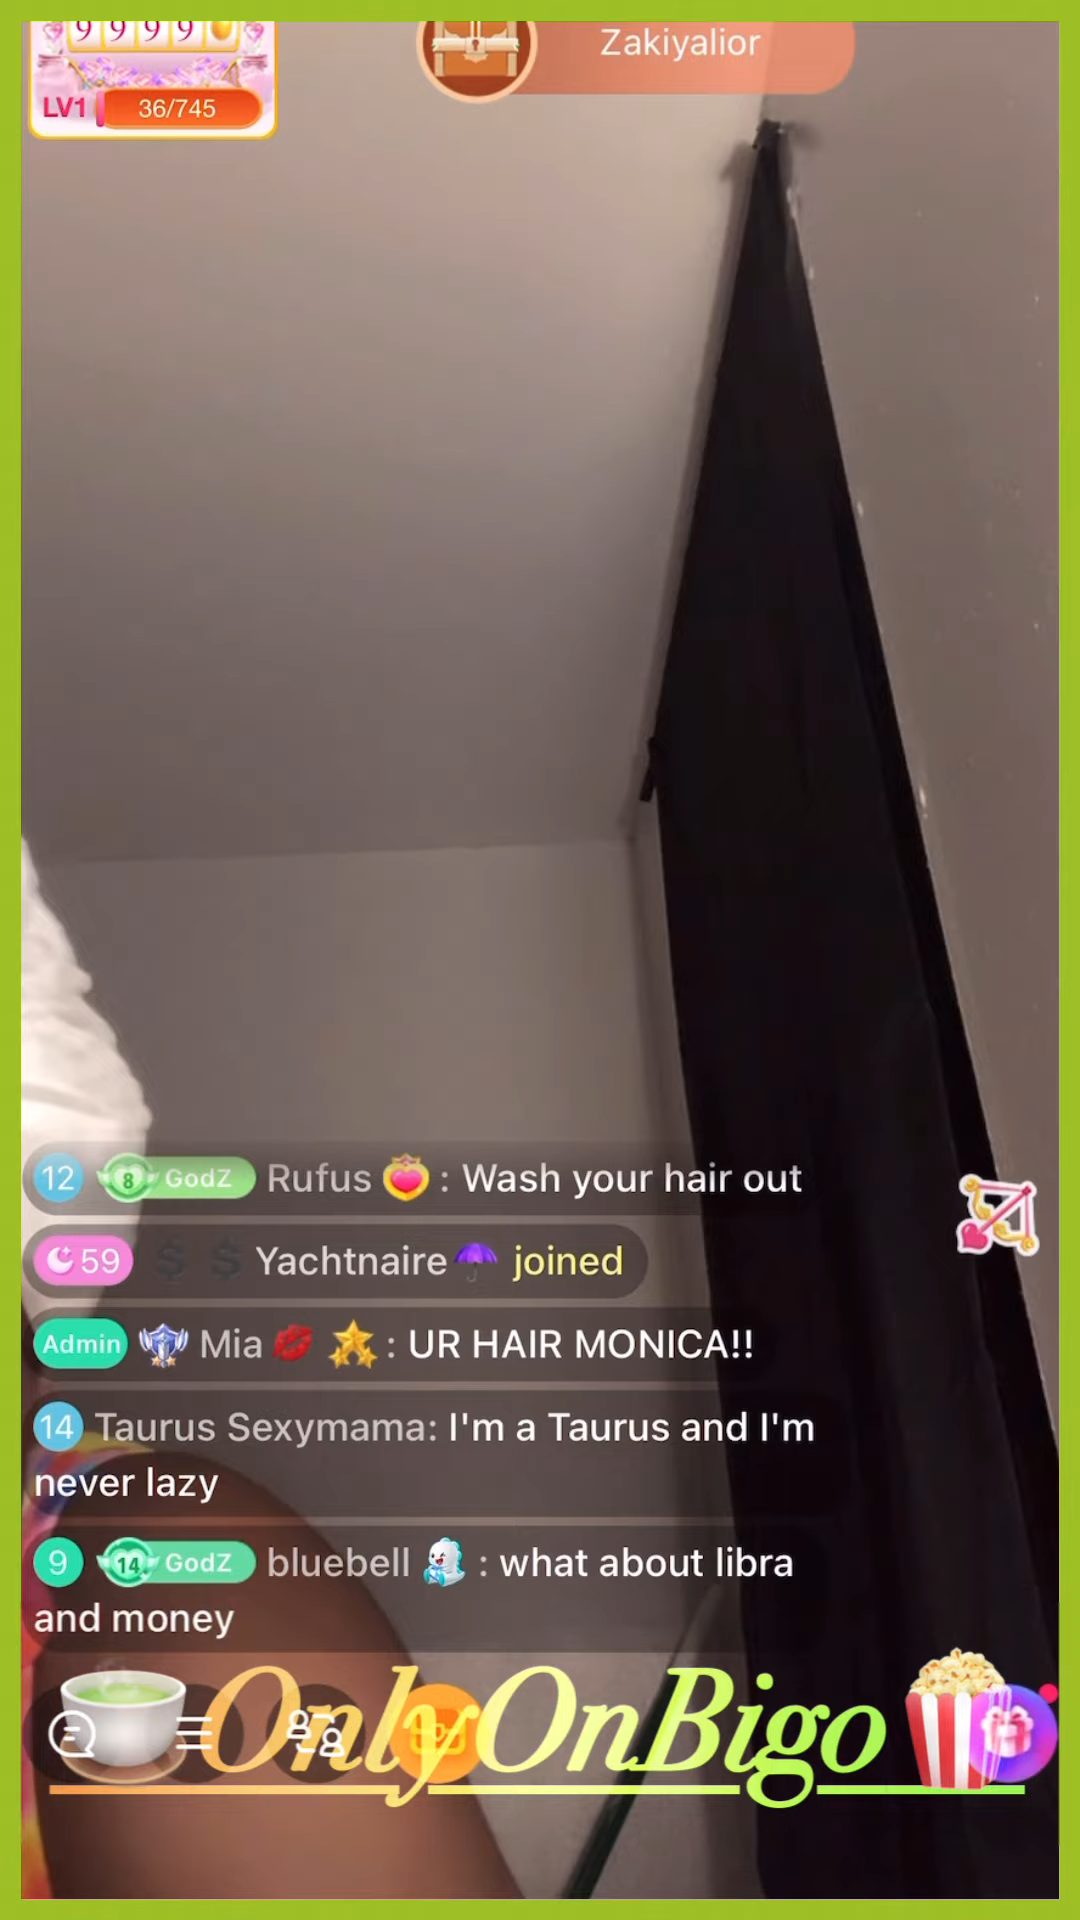 9 9 9 9
Zakiyalior
LV1 36/745
12 8 GodZ Rufus : Wash your hair out
59 $ $ Yachtnaire joined
Admin Mia : UR HAIR MONICA!!
14 Taurus Sexymama: I'm a Taurus and I'm
never lazy
9 14 GodZ bluebell : what about libra
and money
OnlyOnBigo